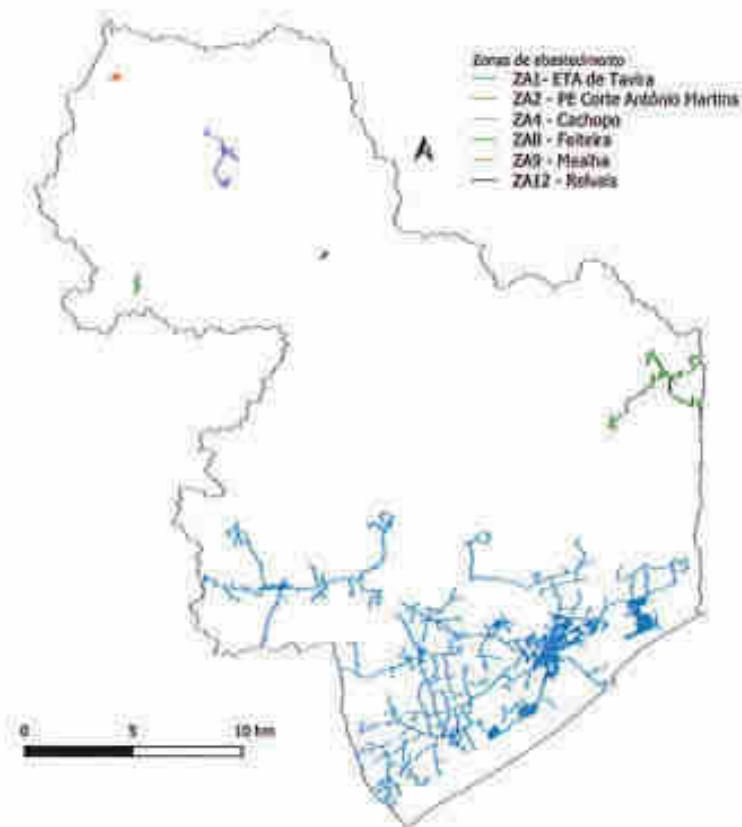 Zonas de abastecimento
ZA1 - ETA de Tavira
ZA2 - PE Corte António Martins
ZA4 - Cachopo
ZA8 - Feiteira
ZA9 - Mealha
ZA12 - Relvais
0 5 10 km